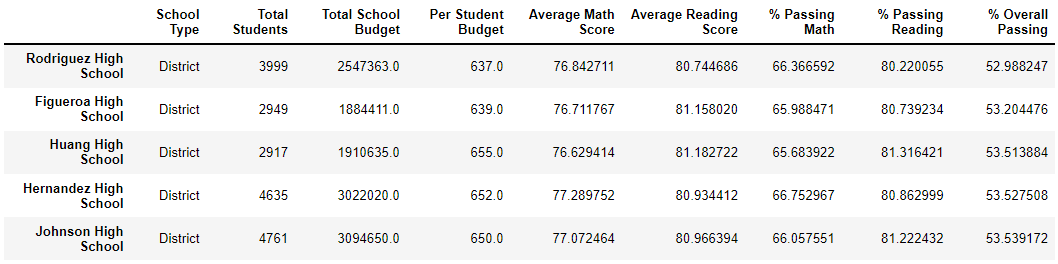 School Type Total Students Total School Budget Per Student Budget Average Math Score Average Reading Score % Passing Math % Passing Reading % Overall Passing
Rodriguez High School District 3999 2547363.0 637.0 76.842711 80.744686 66.366592 80.220055 52.988247
Figueroa High School District 2949 1884411.0 639.0 76.711767 81.158020 65.988471 80.739234 53.204476
Huang High School District 2917 1910635.0 655.0 76.629414 81.182722 65.683922 81.316421 53.513884
Hernandez High School District 4635 3022020.0 652.0 77.289752 80.934412 66.752967 80.862999 53.527508
Johnson High School District 4761 3094650.0 650.0 77.072464 80.966394 66.057551 81.222432 53.539172